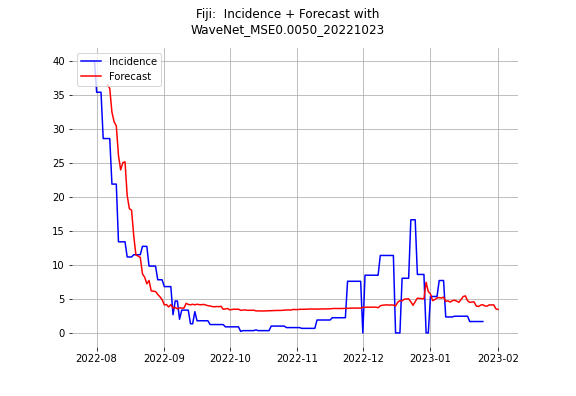 Fiji:  Incidence + Forecast with
WaveNet_MSE0.0050_20221023
Incidence
Forecast
40
35
30
25
20
15
10
5
0
2022-08 2022-09 2022-10 2022-11 2022-12 2023-01 2023-02